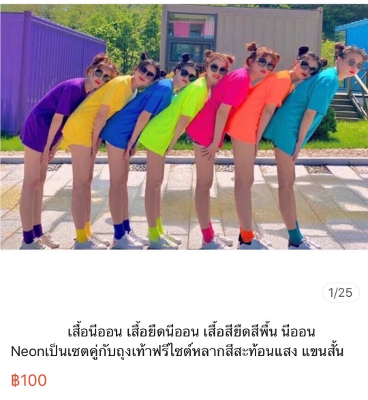 1/25
เสื้อนีออน เสื้อยืดนีออน เสื้อสียืดสีพื้น นีออน
Neonเป็นเซตคู่กับถุงเท้าฟรีไซต์หลากสีสะท้อนแสง แขนสั้น
฿100